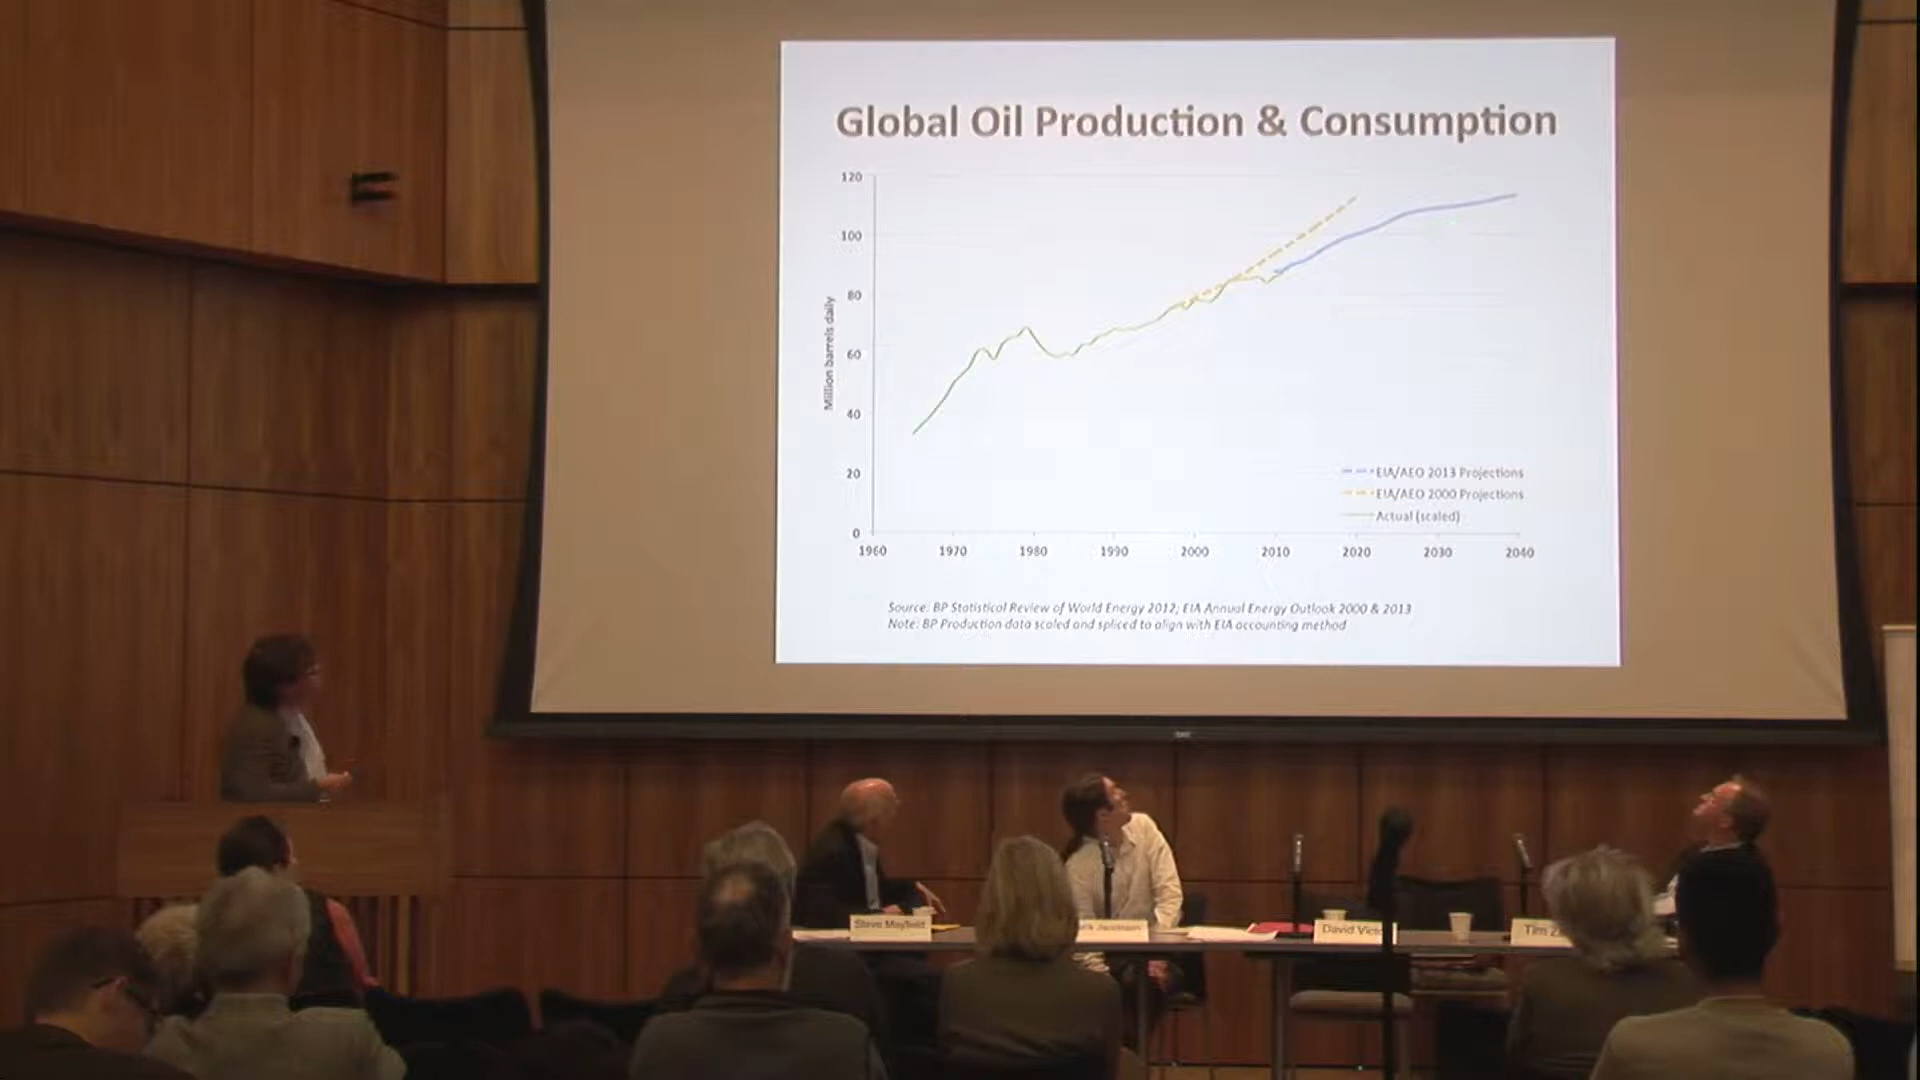 Global Oil Production & Consumption
120
100
80
60
40
20
0
Million barrels daily
1960 1970 1980 1990 2000 2010 2020 2030 2040
EIA/AEO 2013 Projections
EIA/AEO 2000 Projections
Actual (scaled)
Source: BP Statistical Review of World Energy 2012; EIA Annual Energy Outlook 2000 & 2013
Note: BP Production data scaled and spliced to align with EIA accounting method
Steve Mayfield
David Victo
Tim Z